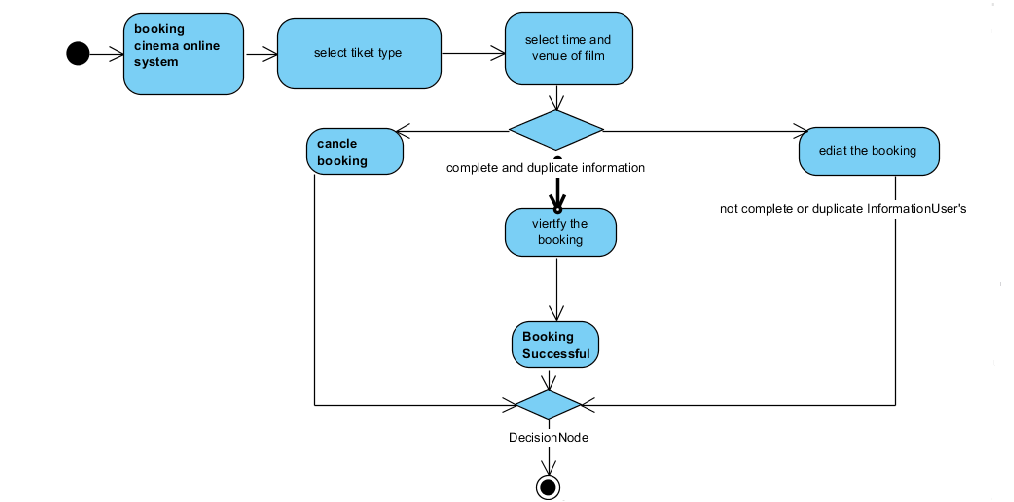 booking
cinema online
system
select tiket type
select time and
venue of film
cancle
booking
ediat the booking
complete and duplicate information
not complete or duplicate InformationUser's
viertfy the
booking
Booking
Successful
DecisionNode